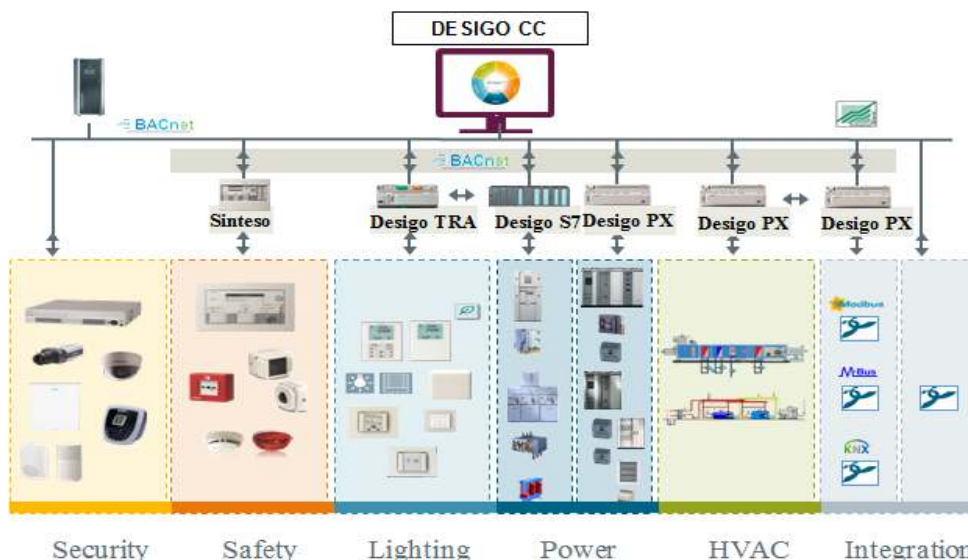 DESIGO CC
BACnet
BACnet
Sinteso
Desigo TRA
Desigo S7
Desigo PX
Desigo PX
Desigo PX
Modbus
M-Bus
KNX
Security
Safety
Lighting
Power
HVAC
Integration